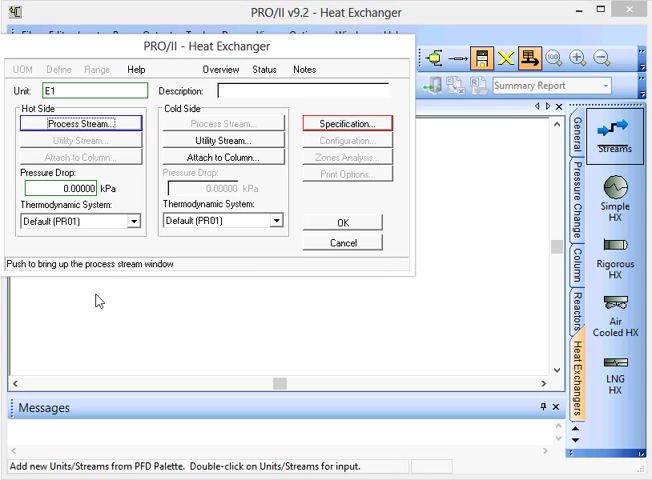 PRO/II v9.2 - Heat Exchanger
PRO/II - Heat Exchanger
UOM Define Range Help Overview Status Notes
Unit: E1 Description:
Hot Side
Process Stream...
Utility Stream...
Attach to Column...
Pressure Drop:
0.00000 kPa
Thermodynamic System:
Default (PR01)
Cold Side
Process Stream...
Utility Stream...
Attach to Column...
Pressure Drop:
0.00000 kPa
Thermodynamic System:
Default (PR01)
Specification...
Configuration...
Zones Analysis...
Print Options...
OK
Cancel
Push to bring up the process stream window
100
Summary Report
General
Pressure Change
Column
Reactors
Heat Exchangers
Streams
Simple
HX
Rigorous
HX
Air
Cooled HX
LNG
HX
Messages
Add new Units/Streams from PFD Palette. Double-click on Units/Streams for input.